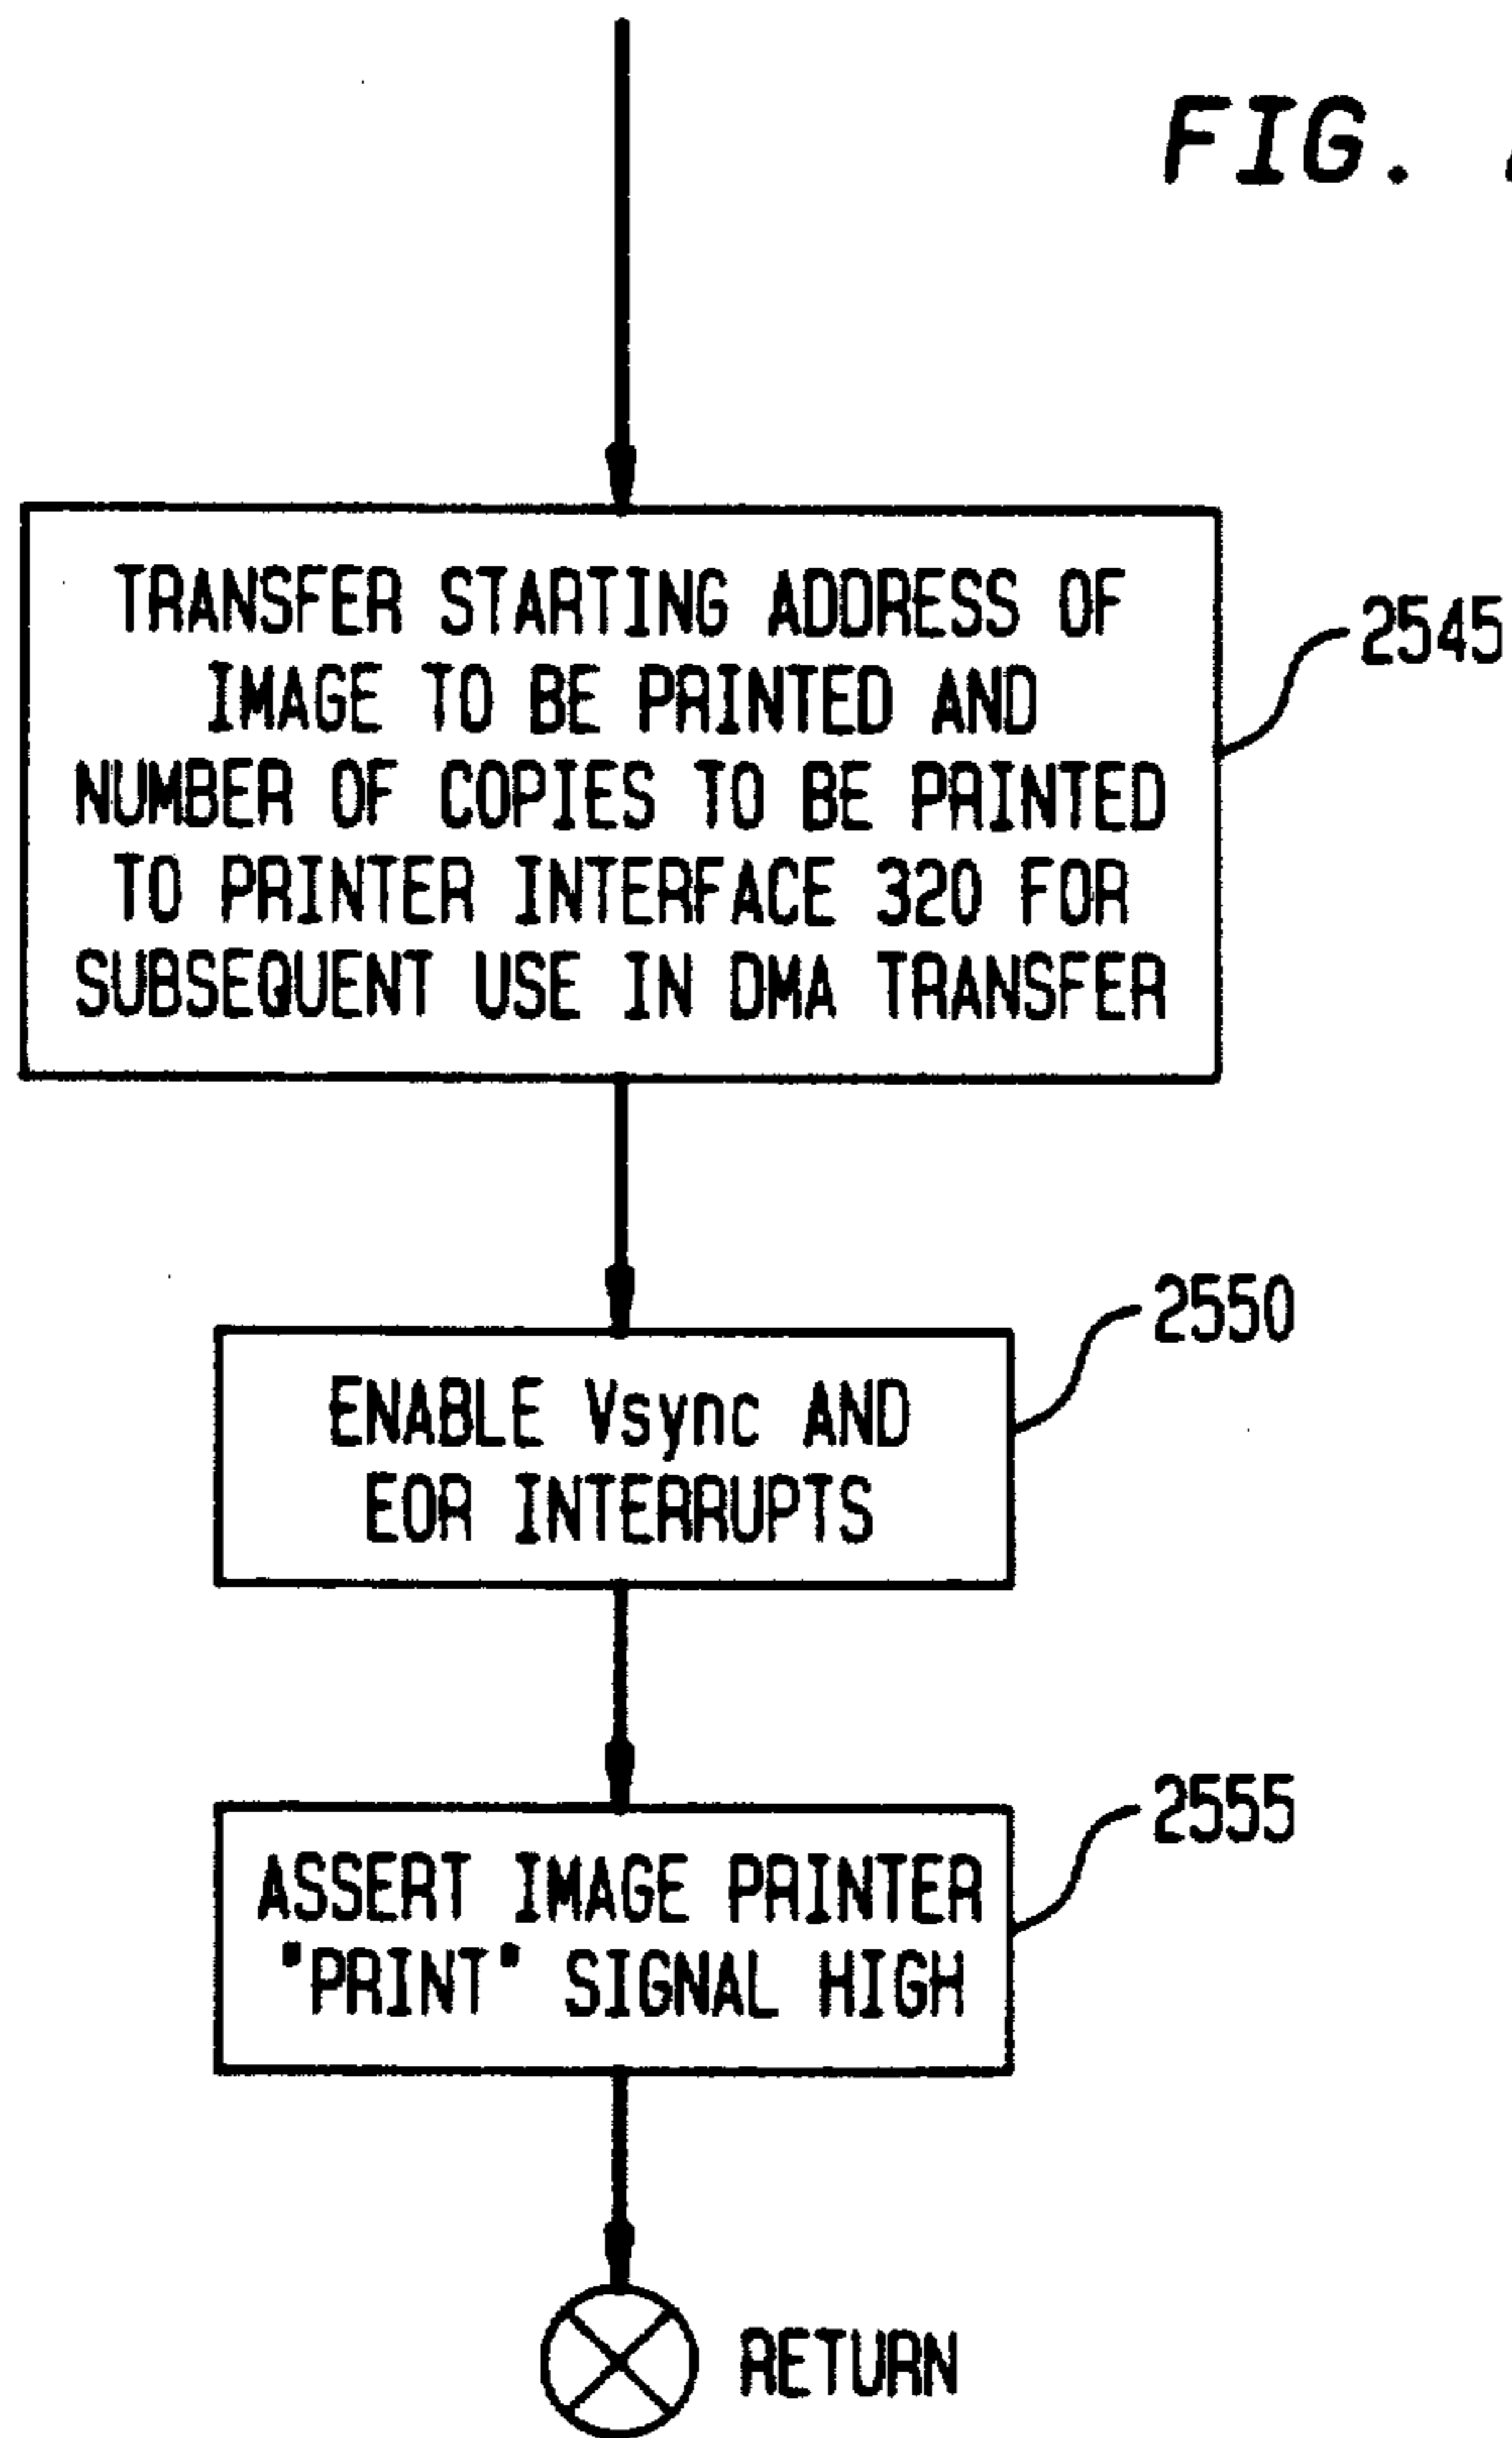 FIG.
TRANSFER STARTING ADDRESS OF
IMAGE TO BE PRINTED AND
NUMBER OF COPIES TO BE PRINTED
TO PRINTER INTERFACE 320 FOR
SUBSEQUENT USE IN DMA TRANSFER
2545
2550
ENABLE Vsync AND
EOR INTERRUPTS
2555
ASSERT IMAGE PRINTER
"PRINT" SIGNAL HIGH
RETURN